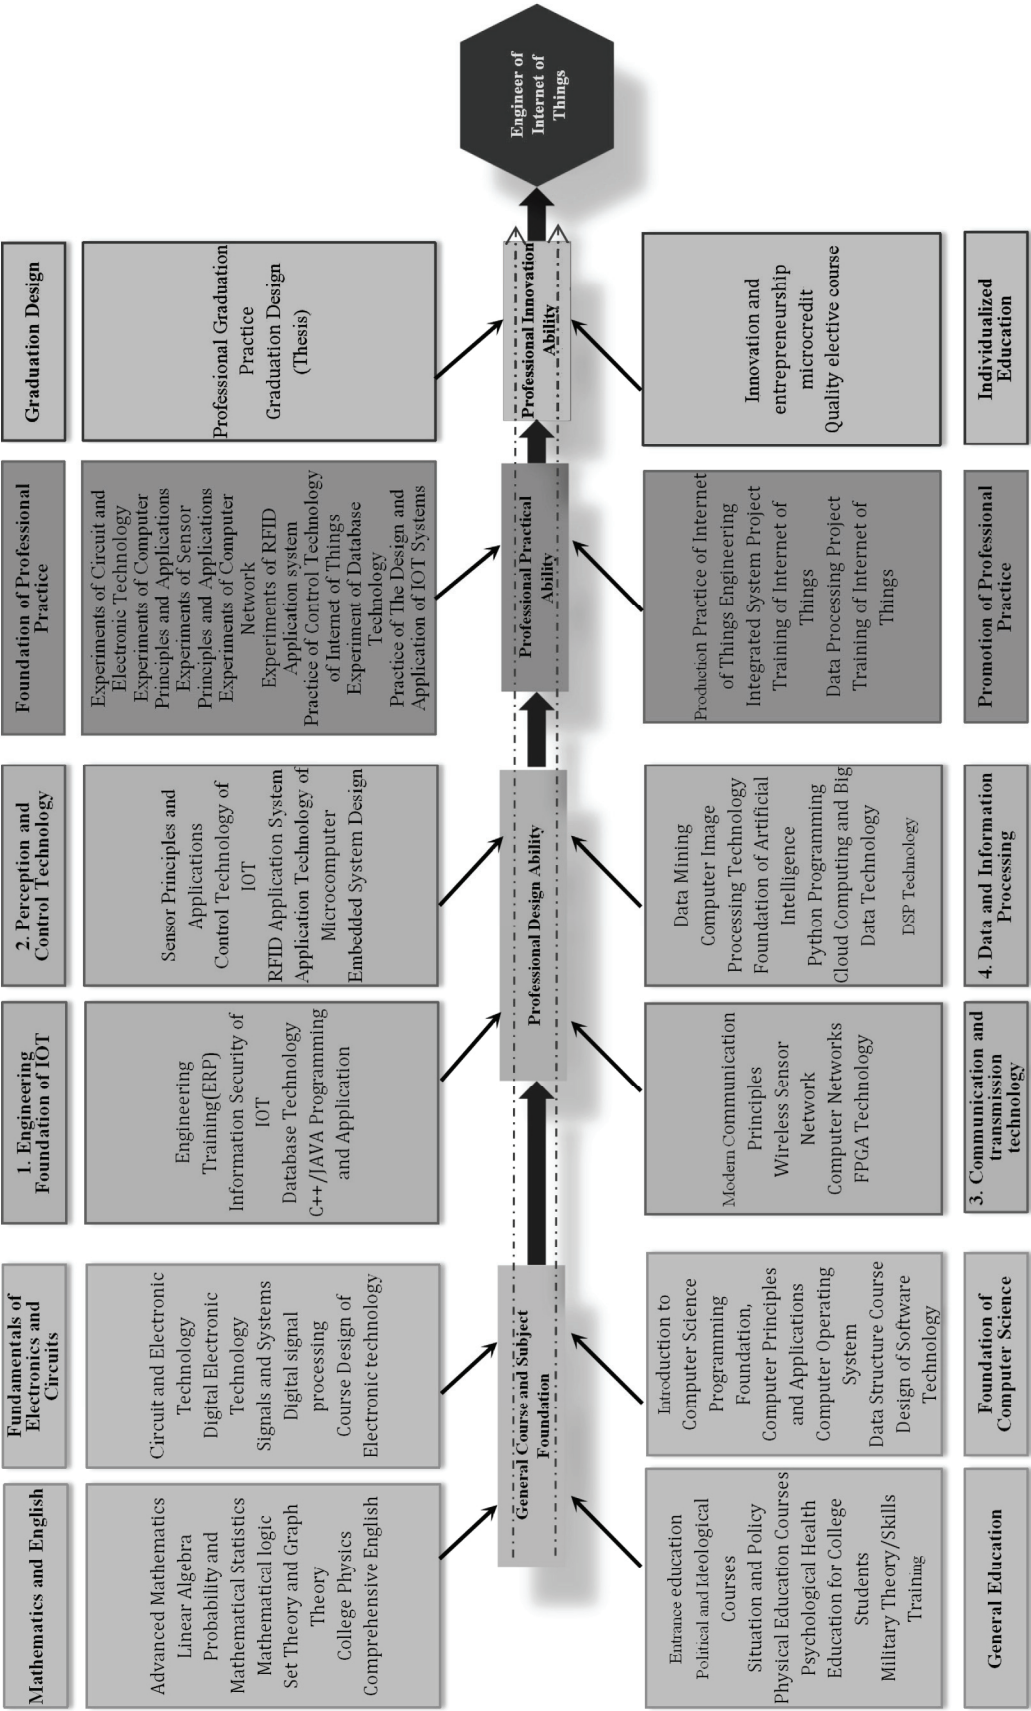 Mathematics and English
Advanced Mathematics
Linear Algebra
Probability and
Mathematical Statistics
Mathematical logic
Set Theory and Graph
Theory
College Physics
Comprehensive English
Fundamentals of
Electronics and
Circuits
Circuit and Electronic
Technology
Digital Electronic
Technology
Signals and Systems
Digital signal
processing
Course Design of
Electronic technology
1. Engineering
Foundation of IOT
Engineering
Training(ERP)
Information Security of
IOT
Database Technology
C++/JAVA Programming
and Application
2. Perception and
Control Technology
Sensor Principles and
Applications
Control Technology of
IOT
RFID Application System
Application Technology of
Microcomputer
Embedded System Design
Foundation of Professional
Practice
Experiments of Circuit and
Electronic Technology
Experiments of Computer
Principles and Applications
Experiments of Sensor
Principles and Applications
Experiments of Computer
Network
Experiments of RFID
Application system
Practice of Control Technology
of Internet of Things
Experiment of Database
Technology
Practice of The Design and
Application of IOT Systems
Graduation Design
Professional Graduation
Practice
Graduation Design
(Thesis)
General Course and Subject
Foundation
Professional Design Ability
Professional Practical
Ability
Professional Innovation
Ability
Engineer of
Internet of
Things
Entrance education
Political and Ideological
Courses
Situation and Policy
Physical Education Courses
Psychological Health
Education for College
Students
Military Theory/Skills
Training
General Education
Introduction to
Computer Science
Programming
Foundation,
Computer Principles
and Applications
Computer Operating
System
Data Structure Course
Design of Software
Technology
Foundation of
Computer Science
Modern Communication
Principles
Wireless Sensor
Network
Computer Networks
FPGA Technology
3. Communication and
transmission
technology
Data Mining
Computer Image
Processing Technology
Foundation of Artificial
Intelligence
Python Programming
Cloud Computing and Big
Data Technology
DSP Technology
4. Data and Information
Processing
Production Practice of Internet
of Things Engineering
Integrated System Project
Training of Internet of
Things
Data Processing Project
Training of Internet of
Things
Promotion of Professional
Practice
Innovation and
entrepreneurship
microcredit
Quality elective course
Individualized
Education